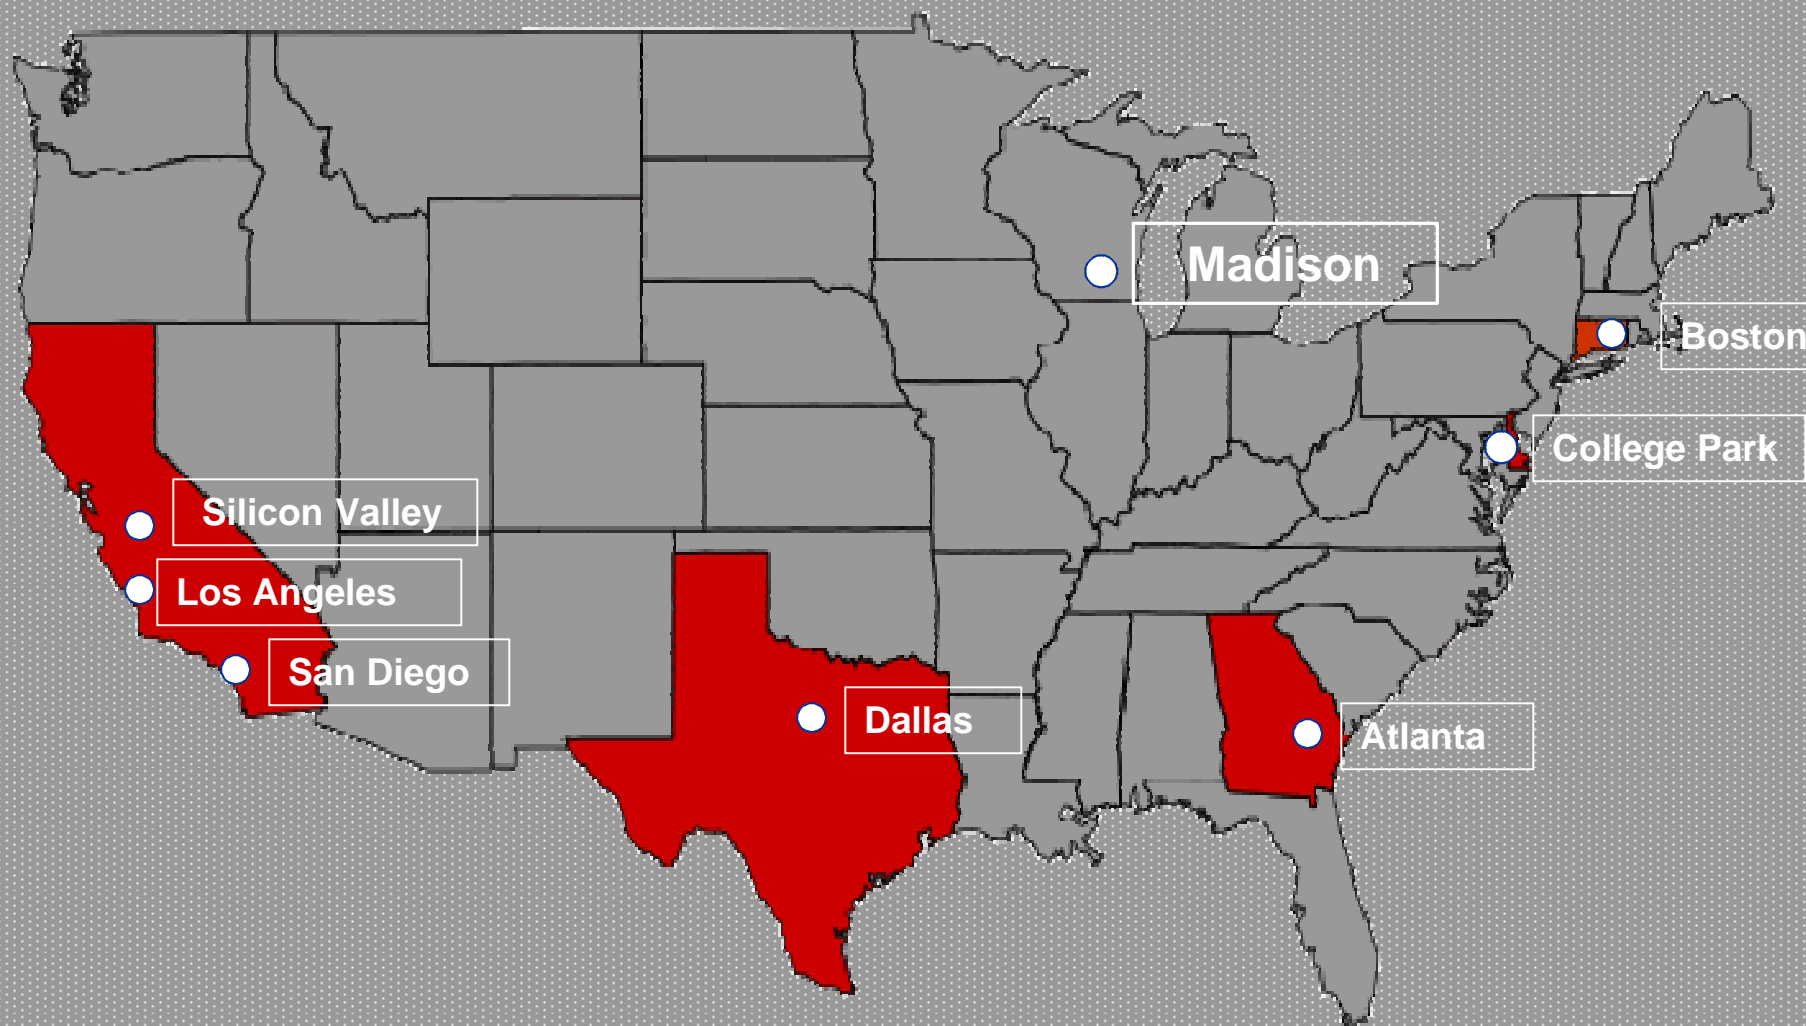 Madison
Boston
College Park
Silicon Valley
Los Angeles
San Diego
Dallas
Atlanta